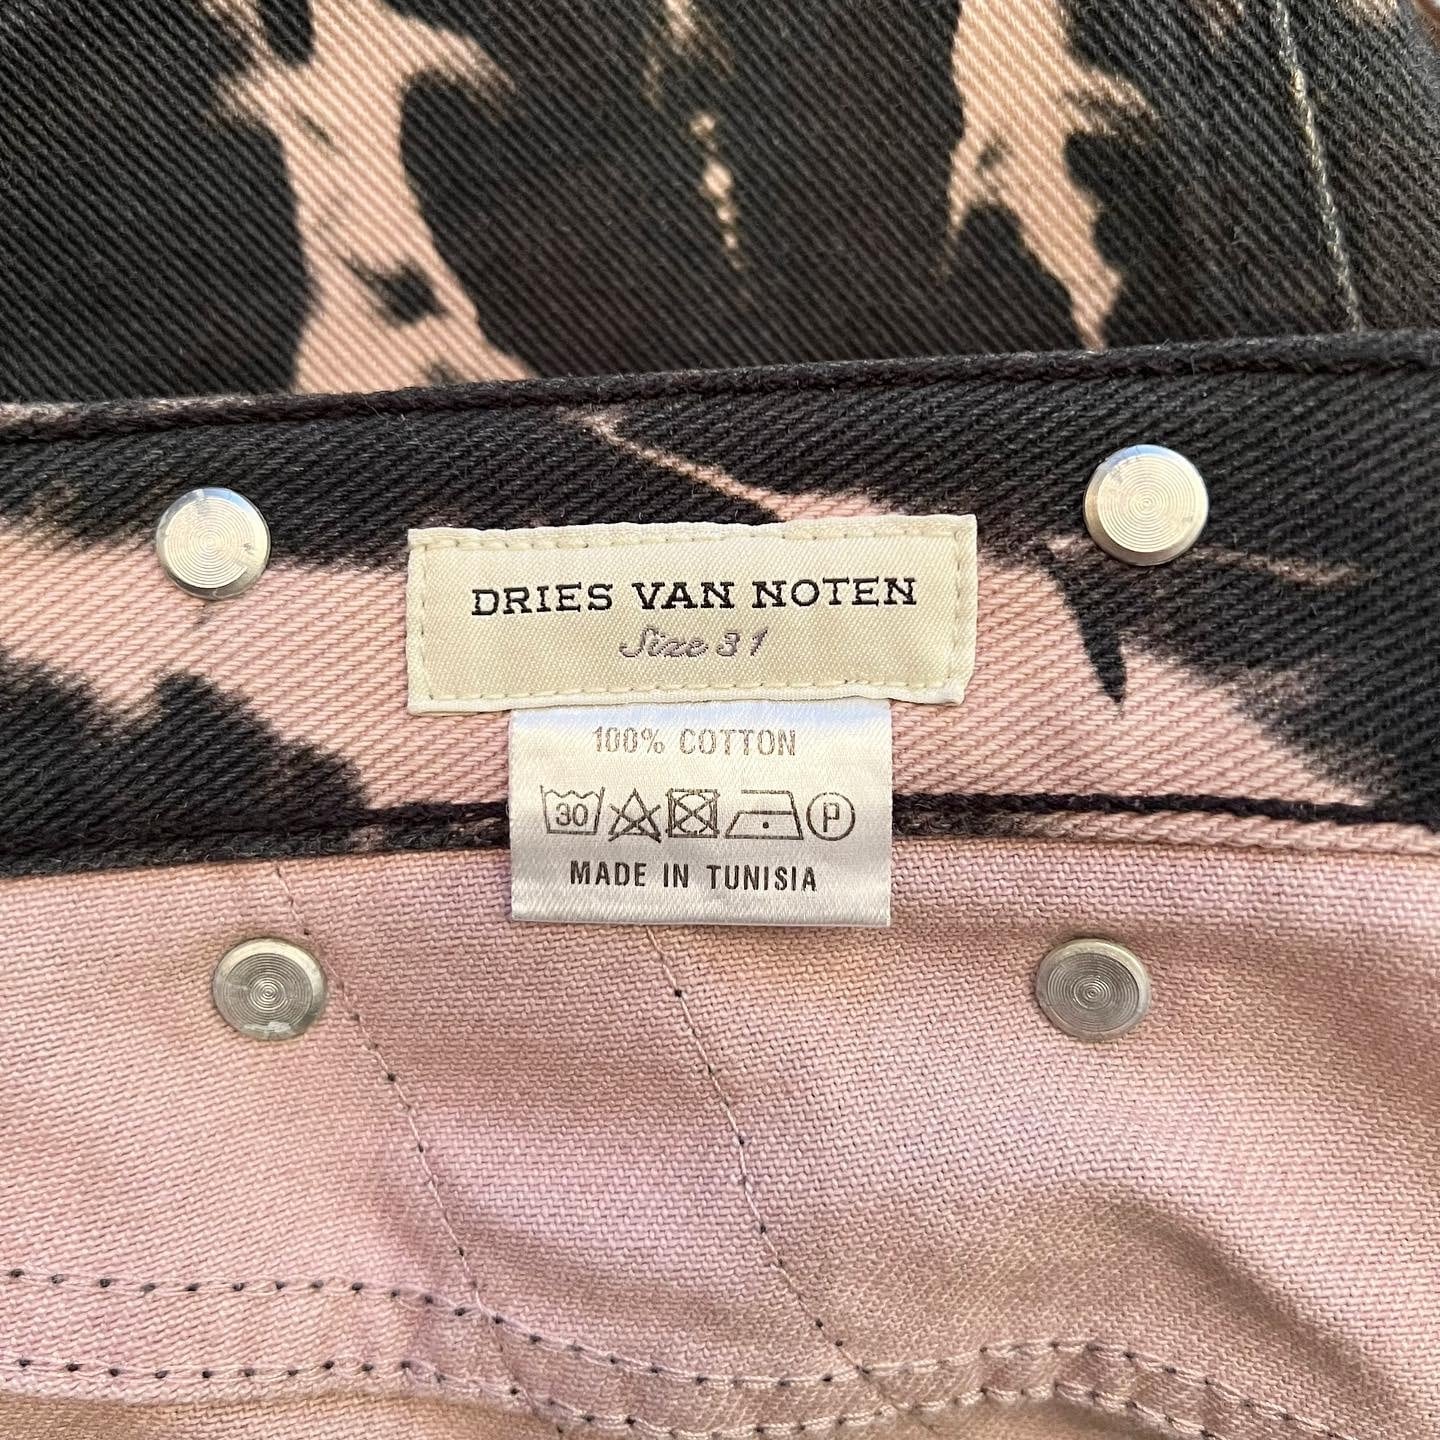 DRIES VAN NOTEN
Size 31
100% COTTON
30 P
MADE IN TUNISIA